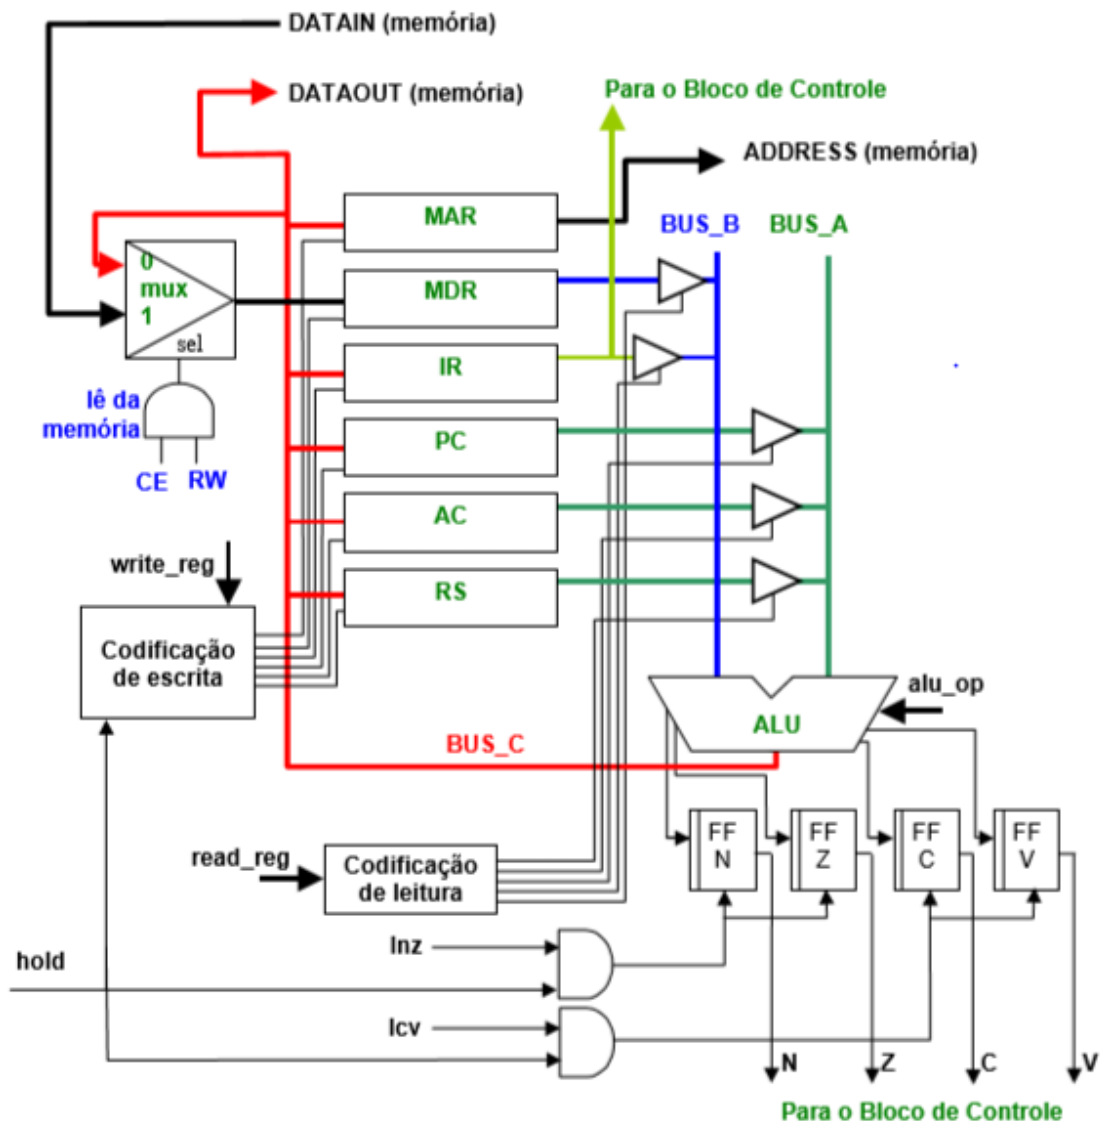 DATAIN (memória)
DATAOUT (memória)
Para o Bloco de Controle
ADDRESS (memória)
MAR
BUS_B
BUS_A
0
mux
1
sel
MDR
IR
lê da
memória
CE
RW
PC
AC
RS
write_reg
Codificação
de escrita
alu_op
ALU
BUS_C
FF
N
FF
Z
FF
C
FF
V
read_reg
Codificação
de leitura
lnz
hold
lcv
N
Z
C
V
Para o Bloco de Controle